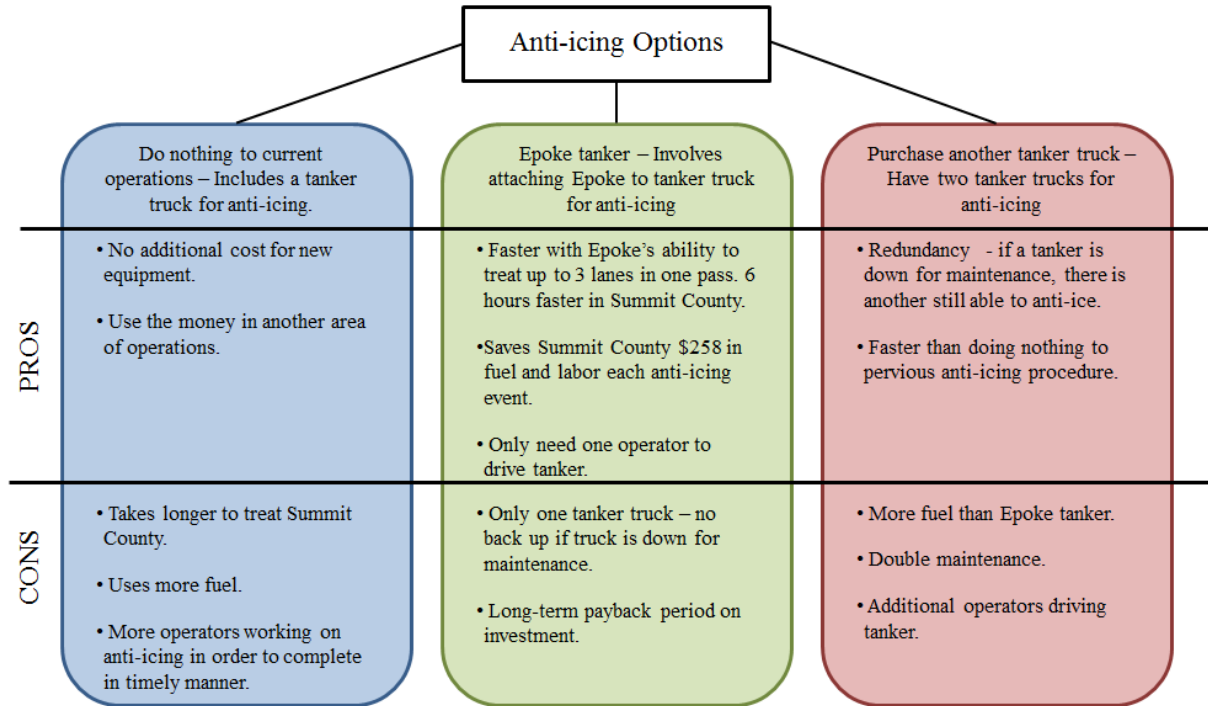 Anti-icing Options
Do nothing to current
operations – Includes a tanker
truck for anti-icing.
Epoke tanker – Involves
attaching Epoke to tanker truck
for anti-icing
Purchase another tanker truck –
Have two tanker trucks for
anti-icing
PROS
• No additional cost for new
equipment.
• Use the money in another area
of operations.
• Faster with Epoke's ability to
treat up to 3 lanes in one pass. 6
hours faster in Summit County.
•Saves Summit County $258 in
fuel and labor each anti-icing
event.
• Only need one operator to
drive tanker.
• Redundancy - if a tanker is
down for maintenance, there is
another still able to anti-ice.
• Faster than doing nothing to
pervious anti-icing procedure.
CONS
• Takes longer to treat Summit
County.
• Uses more fuel.
• More operators working on
anti-icing in order to complete
in timely manner.
• Only one tanker truck – no
back up if truck is down for
maintenance.
• Long-term payback period on
investment.
• More fuel than Epoke tanker.
• Double maintenance.
• Additional operators driving
tanker.